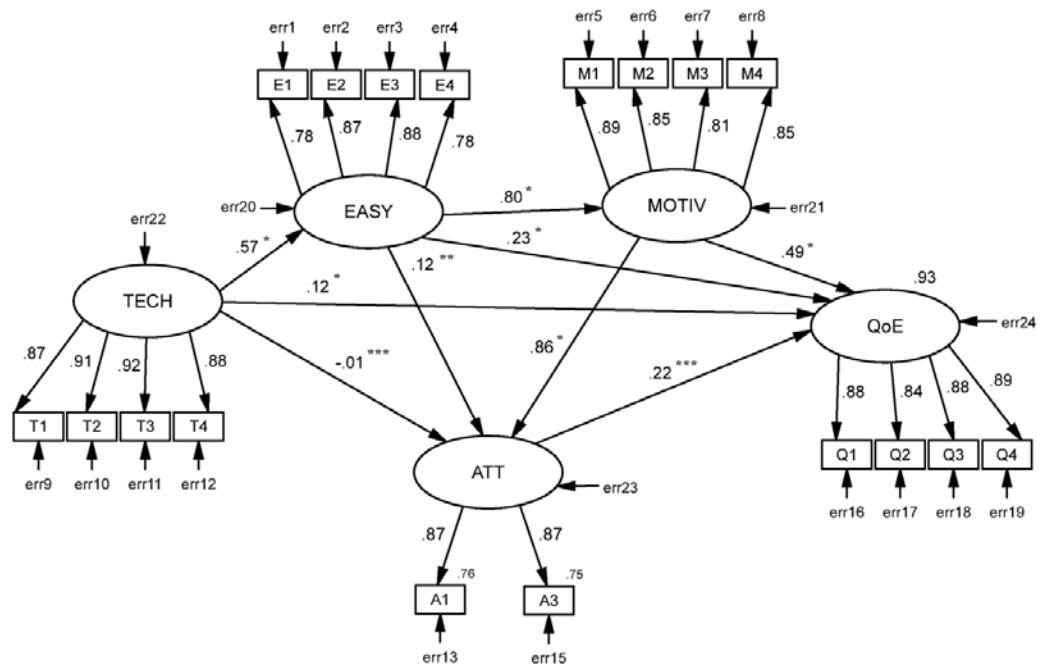 err1 err2 err3 err4 err5 err6 err7 err8
E1 E2 E3 E4 M1 M2 M3 M4
.78 .87 .88 .78 .89 .85 .81 .85
err20 EASY .80 * MOTIV err21
err22 .57 * .12 ** .23 * .49 *
TECH .12 * .93
QoE err24
.87 .91 .92 .88 -.01 *** .86 * .22 *** .88 .84 .88 .89
T1 T2 T3 T4 Q1 Q2 Q3 Q4
err9 err10 err11 err12 ATT err23 err16 err17 err18 err19
.87 .87
.76 .75
A1 A3
err13 err15